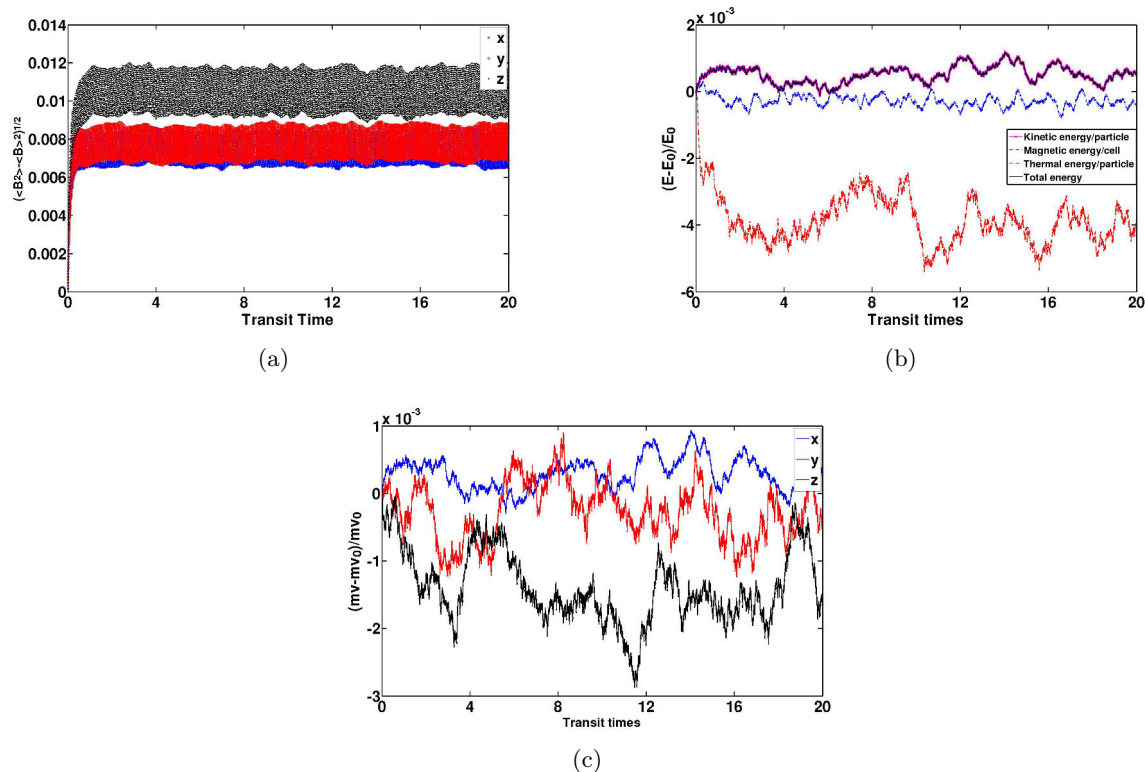 0.014
0.012
0.01
0.008
0.006
0.004
0.002
0
(<B²>-<B>²)^{1/2}
x
y
z
0 4 8 12 16 20
Transit Time
(a)
x 10⁻³
2
0
-2
-4
-6
(E-E₀)/E₀
Kinetic energy/particle
Magnetic energy/cell
Thermal energy/particle
Total energy
0 4 8 12 16 20
Transit times
(b)
x 10⁻³
1
0
-1
-2
-3
(mv-mv₀)/mv₀
x
y
z
0 4 8 12 16 20
Transit times
(c)